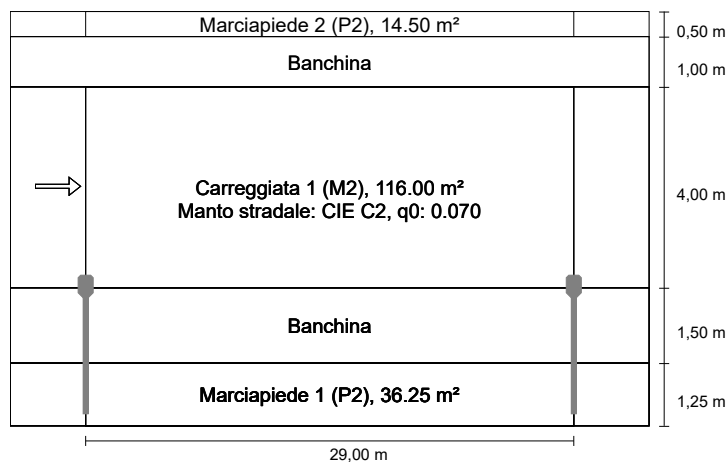 Marciapiede 2 (P2), 14.50 m²
0,50 m
Banchina
1,00 m
Carreggiata 1 (M2), 116.00 m²
Manto stradale: CIE C2, q0: 0.070
4,00 m
Banchina
1,50 m
Marciapiede 1 (P2), 36.25 m²
1,25 m
29,00 m